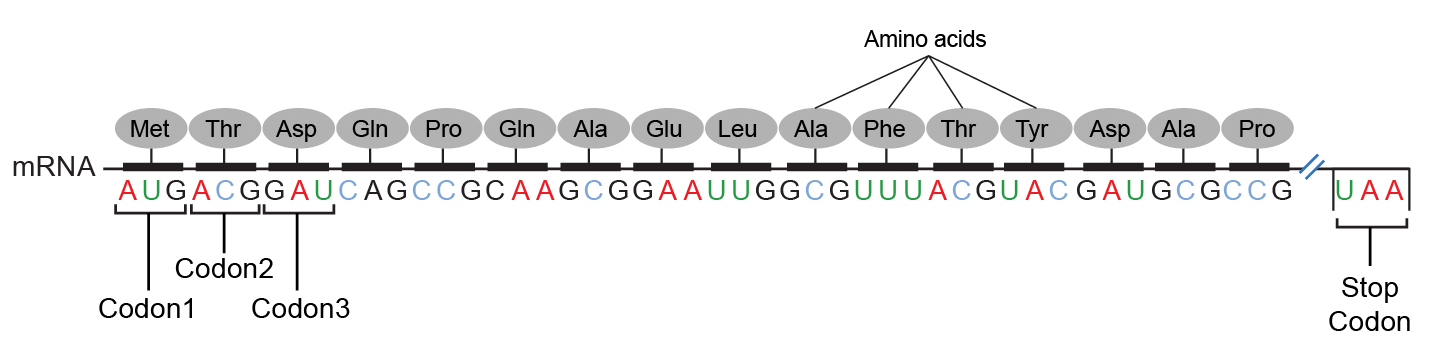 Amino acids
Met Thr Asp Gln Pro Gln Ala Glu Leu Ala Phe Thr Tyr Asp Ala Pro
mRNA
AUGACGGAUCAGCCGCAAGCGGAAUUGGCGUUUACGUACGAUGCGCCG UAA
Codon2
Codon1 Codon3
Stop
Codon